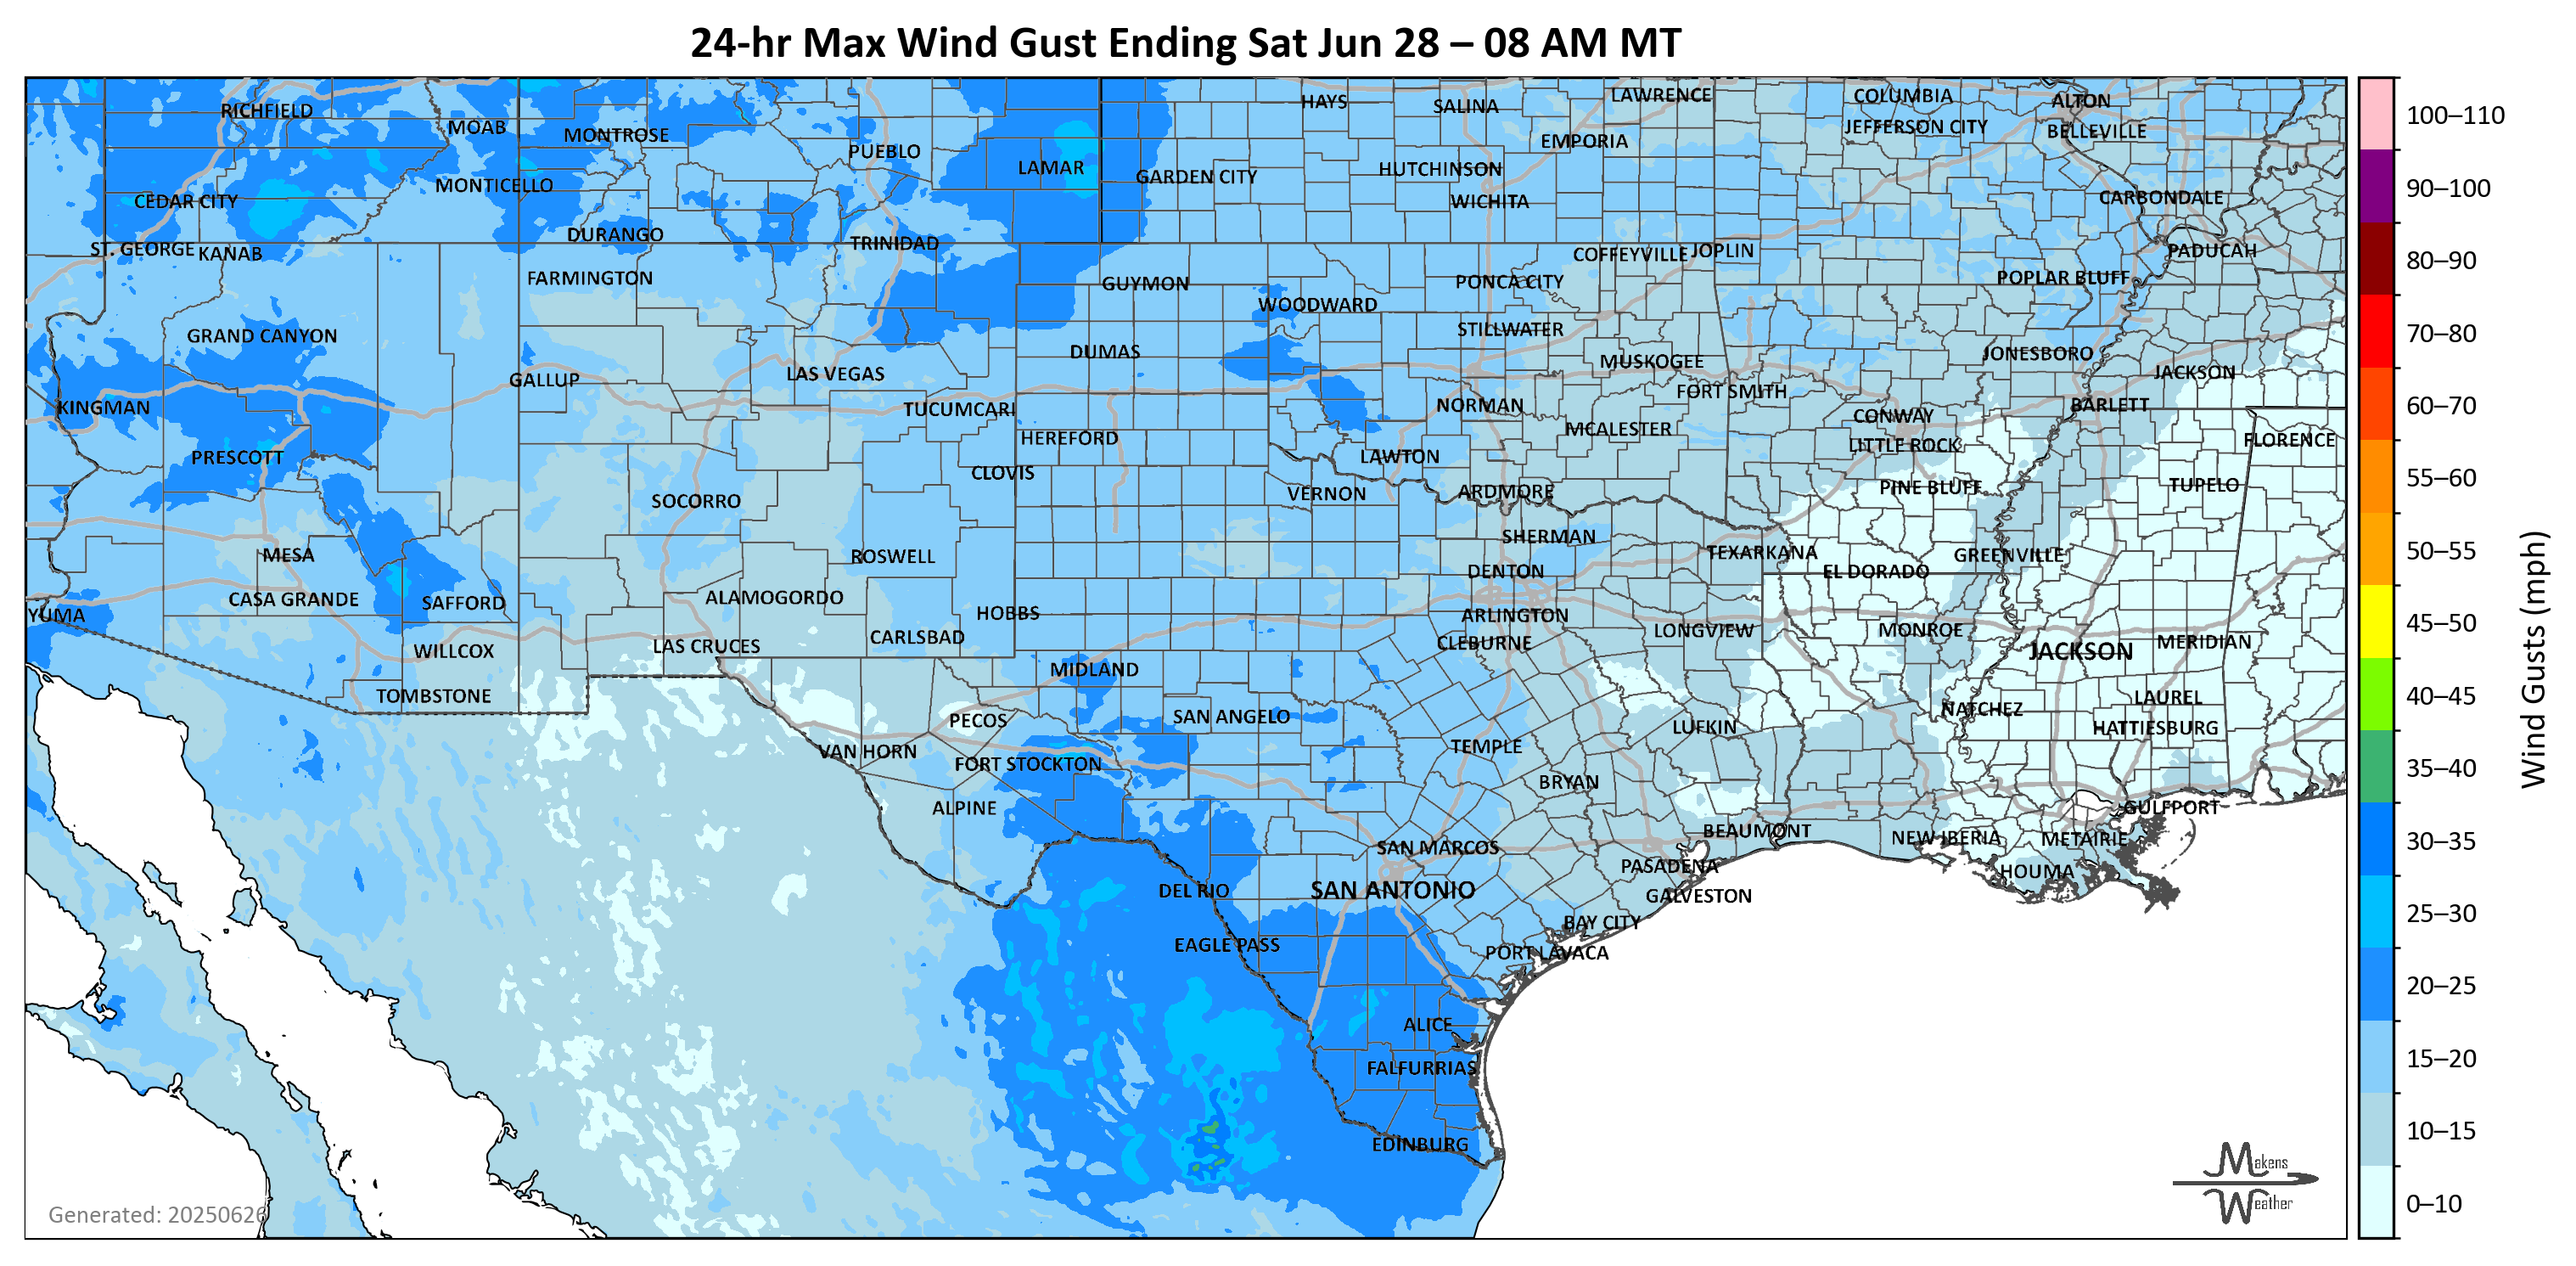 24-hr Max Wind Gust Ending Sat Jun 28 – 08 AM MT
RICHFIELD
MOAB
MONTROSE
PUEBLO
LAMAR
HAYS
SALINA
LAWRENCE
COLUMBIA
ALTON
JEFFERSON CITY
BELLEVILLE
EMPORIA
GARDEN CITY
HUTCHINSON
MONTICELLO
CEDAR CITY
WICHITA
CARBONDALE
DURANGO
TRINIDAD
ST. GEORGE
KANAB
COFFEYVILLE
JOPLIN
PADUCAH
FARMINGTON
GUYMON
PONCA CITY
POPLAR BLUFF
WOODWARD
STILLWATER
GRAND CANYON
DUMAS
MUSKOGEE
JONESBORO
GALLUP
LAS VEGAS
JACKSON
FORT SMITH
KINGMAN
TUCUMCARI
NORMAN
BARLETT
CONWAY
HEREFORD
MCALESTER
LITTLE ROCK
FLORENCE
PRESCOTT
CLOVIS
LAWTON
SOCORRO
VERNON
ARDMORE
PINE BLUFF
TUPELO
SHERMAN
MESA
ROSWELL
TEXARKANA
GREENVILLE
DENTON
EL DORADO
CASA GRANDE
SAFFORD
ALAMOGORDO
HOBBS
YUMA
ARLINGTON
CARLSBAD
CLEBURNE
LONGVIEW
MONROE
WILLCOX
LAS CRUCES
JACKSON
MERIDIAN
MIDLAND
TOMBSTONE
LAUREL
PECOS
SAN ANGELO
NATCHEZ
LUFKIN
HATTIESBURG
VAN HORN
TEMPLE
FORT STOCKTON
BRYAN
ALPINE
GULFPORT
BEAUMONT
NEW IBERIA
METAIRIE
SAN MARCOS
PASADENA
HOUMA
DEL RIO
SAN ANTONIO
GALVESTON
BAY CITY
EAGLE PASS
PORT LAVACA
ALICE
FALFURRIAS
EDINBURG
Generated: 20250626
Makens
Weather
100–110
90–100
80–90
70–80
60–70
55–60
50–55
45–50
40–45
35–40
30–35
25–30
20–25
15–20
10–15
0–10
Wind Gusts (mph)